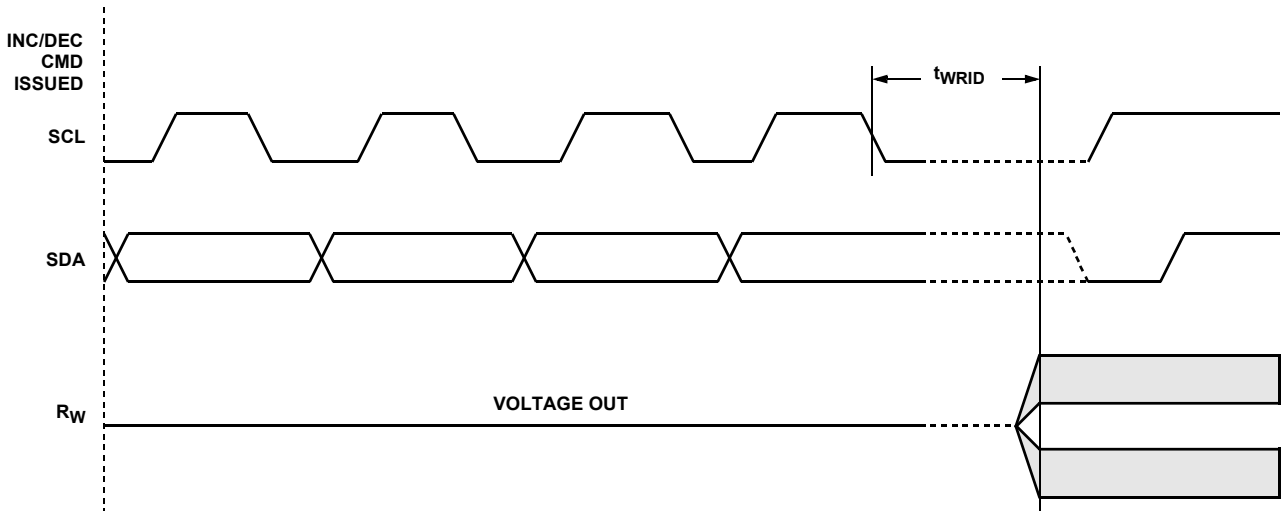 INC/DEC
CMD
ISSUED
tWRID
SCL
SDA
VOLTAGE OUT
RW